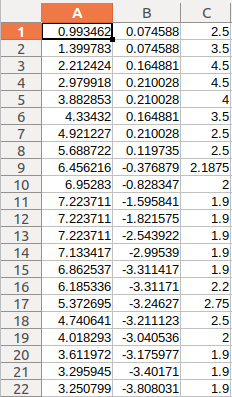 A B C
1 0.993462 0.074588 2.5
2 1.399783 0.074588 3.5
3 2.212424 0.164881 4.5
4 2.979918 0.210028 4.5
5 3.882853 0.210028 4
6 4.33432 0.164881 3.5
7 4.921227 0.210028 2.5
8 5.688722 0.119735 2.5
9 6.456216 -0.376879 2.1875
10 6.95283 -0.828347 2
11 7.223711 -1.595841 1.9
12 7.223711 -1.821575 1.9
13 7.223711 -2.543922 1.9
14 7.133417 -2.99539 1.9
15 6.862537 -3.311417 1.9
16 6.185336 -3.31171 2.2
17 5.372695 -3.24627 2.75
18 4.740641 -3.211123 2.5
19 4.018293 -3.040536 2
20 3.611972 -3.175977 1.9
21 3.295945 -3.40171 1.9
22 3.250799 -3.808031 1.9